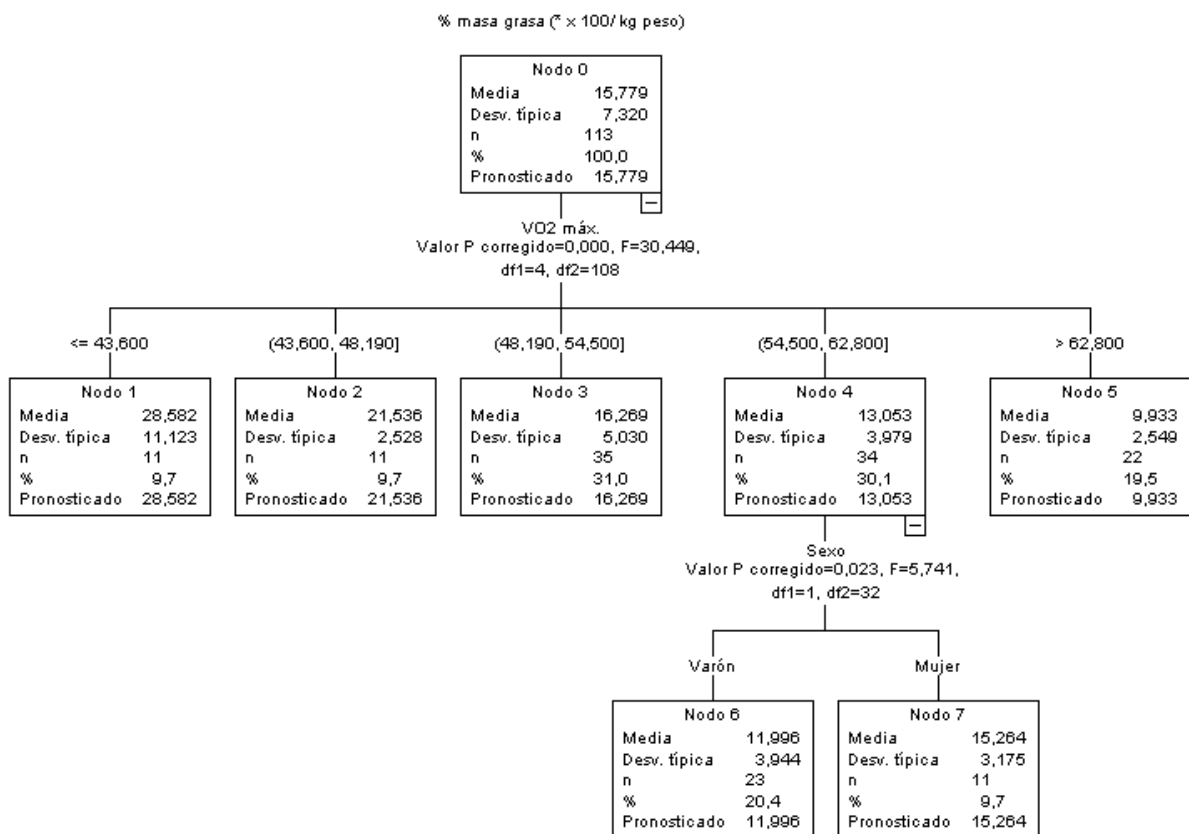 % masa grasa (* x 100/ kg peso)
Nodo 0
Media 15,779
Desv. típica 7,320
n 113
% 100,0
Pronosticado 15,779
VO2 máx.
Valor P corregido=0,000, F=30,449,
df1=4, df2=108
<= 43,600
(43,600, 48,190]
(48,190, 54,500]
(54,500, 62,800]
> 62,800
Nodo 1
Media 28,582
Desv. típica 11,123
n 11
% 9,7
Pronosticado 28,582
Nodo 2
Media 21,536
Desv. típica 2,528
n 11
% 9,7
Pronosticado 21,536
Nodo 3
Media 16,269
Desv. típica 5,030
n 35
% 31,0
Pronosticado 16,269
Nodo 4
Media 13,053
Desv. típica 3,979
n 34
% 30,1
Pronosticado 13,053
Nodo 5
Media 9,933
Desv. típica 2,549
n 22
% 19,5
Pronosticado 9,933
Sexo
Valor P corregido=0,023, F=5,741,
df1=1, df2=32
Varón
Mujer
Nodo 6
Media 11,996
Desv. típica 3,944
n 23
% 20,4
Pronosticado 11,996
Nodo 7
Media 15,264
Desv. típica 3,175
n 11
% 9,7
Pronosticado 15,264